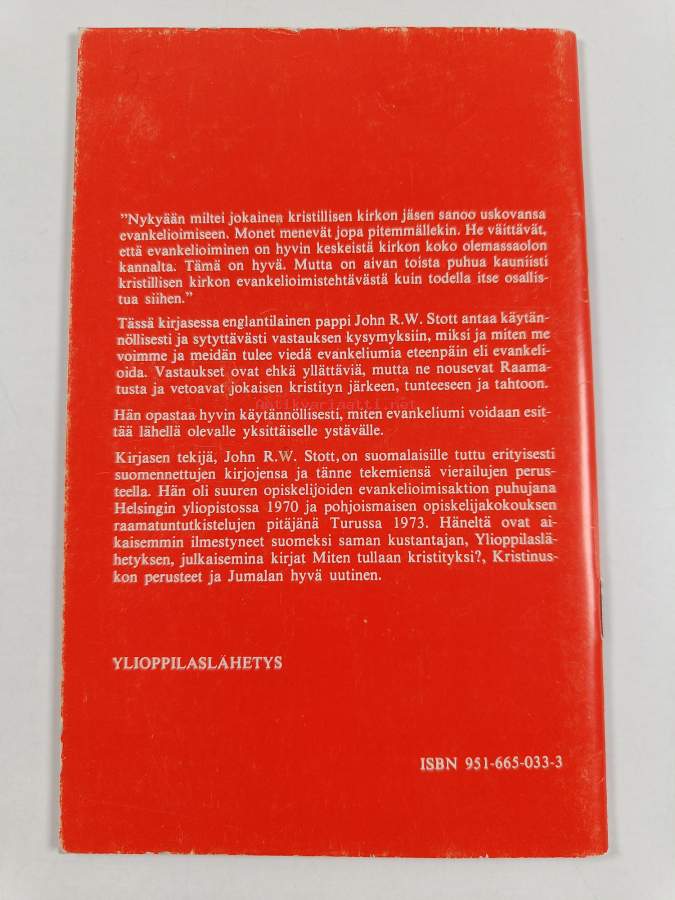 ”Nykyään miltei jokainen kristillisen kirkon jäsen sanoo uskovansa
evankelioimiseen. Monet menevät jopa pitemmällekin. He väittävät,
että evankelioiminen on hyvin keskeistä kirkon koko olemassaolon
kannalta. Tämä on hyvä. Mutta on aivan toista puhua kauniisti
kristillisen kirkon evankelioimistehtävästä kuin todella itse osallis-
tua siihen.”
Tässä kirjasessa englantilainen pappi John R.W. Stott antaa käytän-
nöllisesti ja sytyttävästi vastauksen kysymyksiin, miksi ja miten me
voimme ja meidän tulee viedä evankeliumia eteenpäin eli evankeli-
oida. Vastaukset ovat ehkä yllättäviä, mutta ne nousevat Raama-
tusta ja vetoavat jokaisen kristityn järkeen, tunteeseen ja tahtoon.
Antikvariaatti.net
Hän opastaa hyvin käytännöllisesti, miten evankeliumi voidaan esit-
tää lähellä olevalle yksittäiselle ystävälle.
Kirjasen tekijä, John R.W. Stott, on suomalaisille tuttu erityisesti
suomennettujen kirjojensa ja tänne tekemiensä vierailujen perus-
teella. Hän oli suuren opiskelijoiden evankelioimisaktion puhujana
Helsingin yliopistossa 1970 ja pohjoismaisen opiskelijakokouksen
raamatuntutkistelujen pitäjänä Turussa 1973. Häneltä ovat ai-
kaisemmin ilmestyneet suomeksi saman kustantajan, Ylioppilaslä-
hetyksen, julkaisemina kirjat Miten tullaan kristityksi?, Kristinus-
kon perusteet ja Jumalan hyvä uutinen.
YLIOPPILASLÄHETYS
ISBN 951-665-033-3